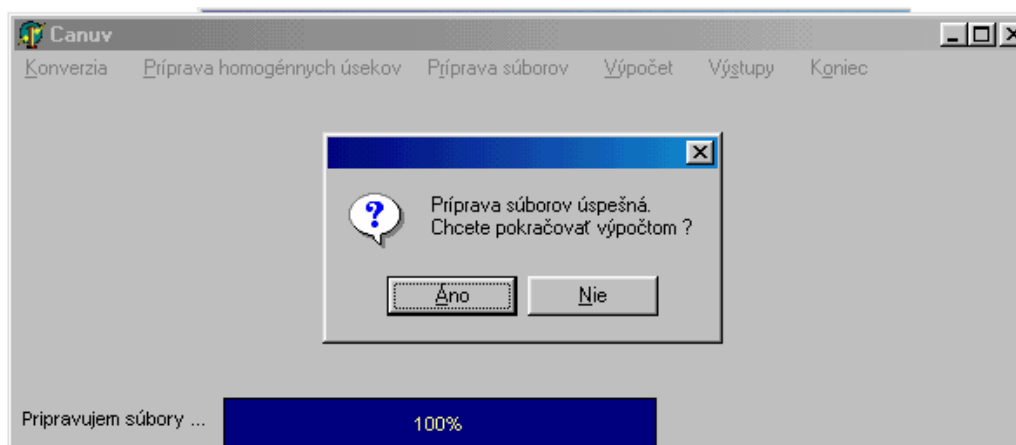 Canuv
Konverzia Príprava homogénnych úsekov Príprava súborov Výpočet Výstupy Koniec
Príprava súborov úspešná.
Chcete pokračovať výpočtom ?
Áno Nie
Pripravujem súbory ... 100%